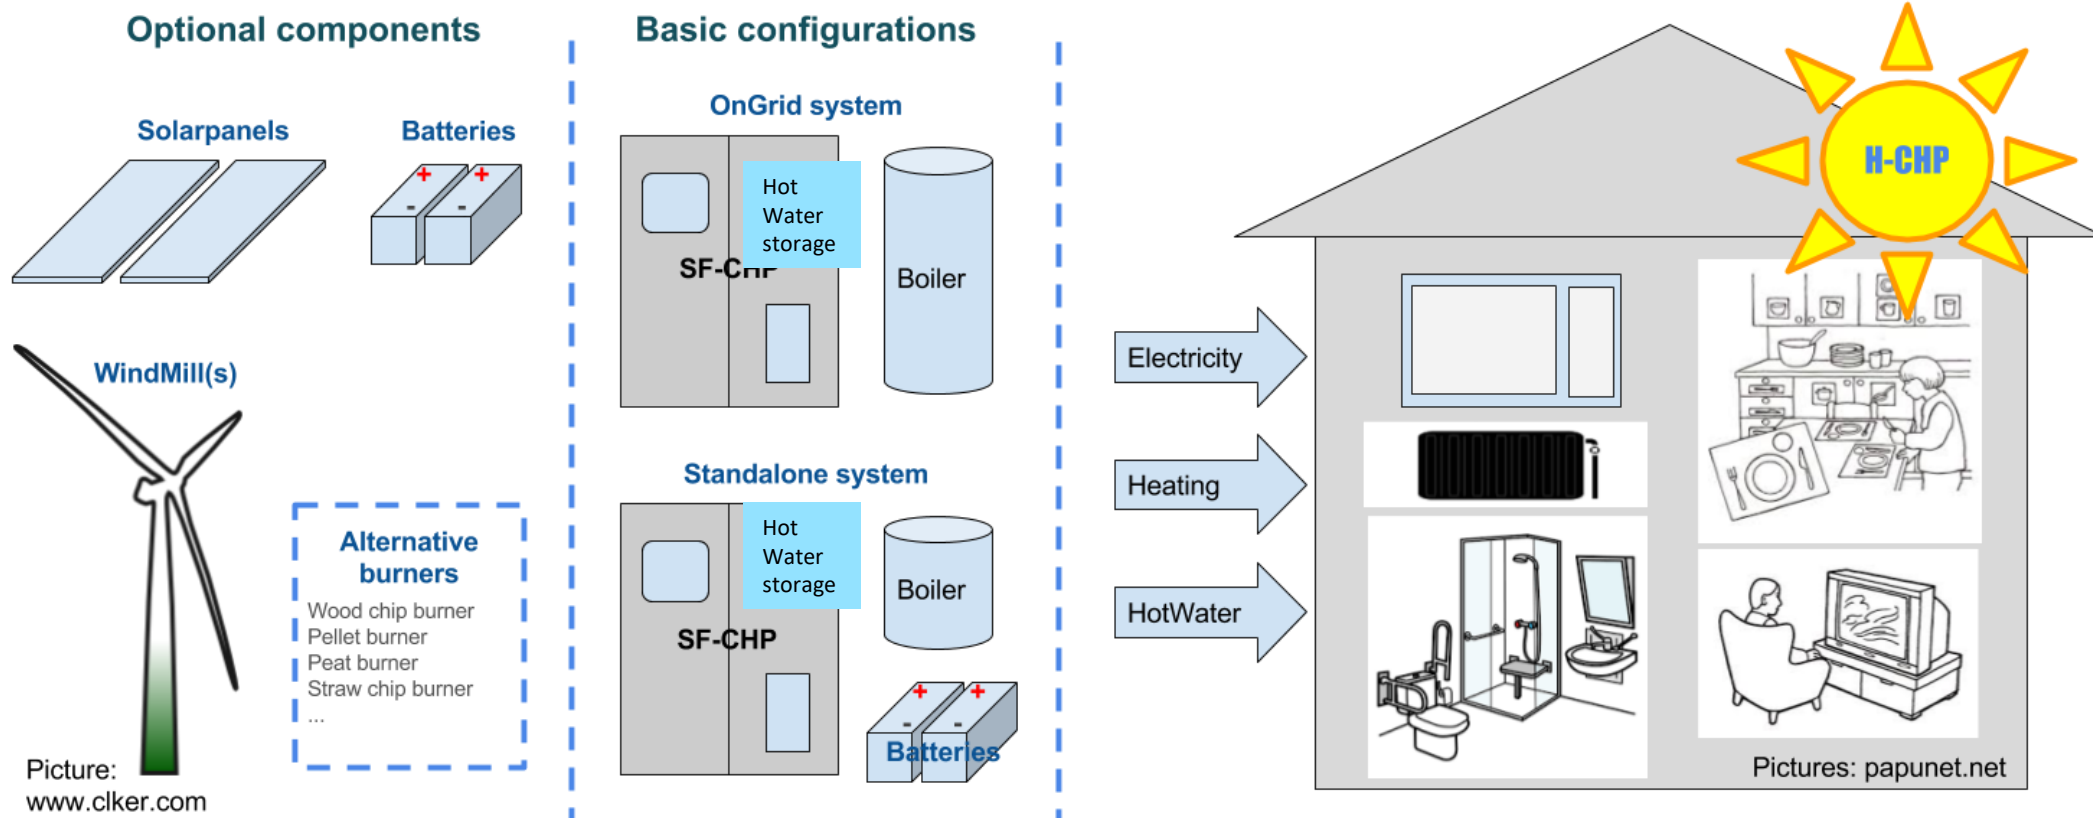 Optional components
Solarpanels
Batteries
WindMill(s)
Alternative
burners
Wood chip burner
Pellet burner
Peat burner
Straw chip burner
...
Picture:
www.clker.com
Basic configurations
OnGrid system
Hot
Water
storage
SF-CHP
Boiler
Standalone system
Hot
Water
storage
SF-CHP
Boiler
Batteries
Electricity
Heating
HotWater
H-CHP
Pictures: papunet.net